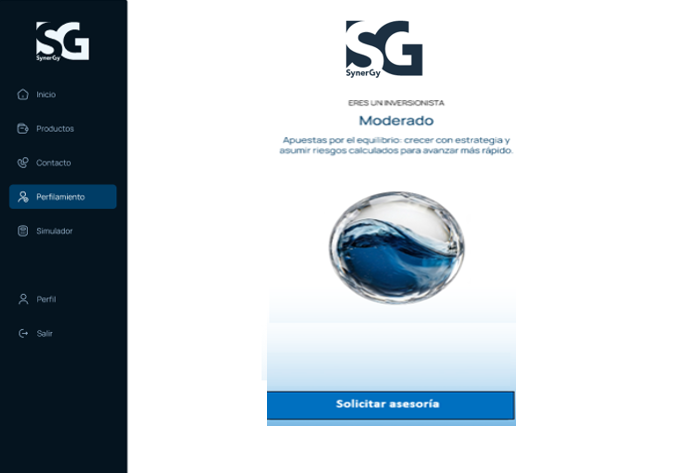 SG
SynerGy
Inicio
Productos
Contacto
Perfilamiento
Simulador
Perfil
Salir
SG
SynerGy
ERES UN INVERSIONISTA
Moderado
Apuestas por el equilibrio: crecer con estrategia y
asumir riesgos calculados para avanzar más rápido.
Solicitar asesoría